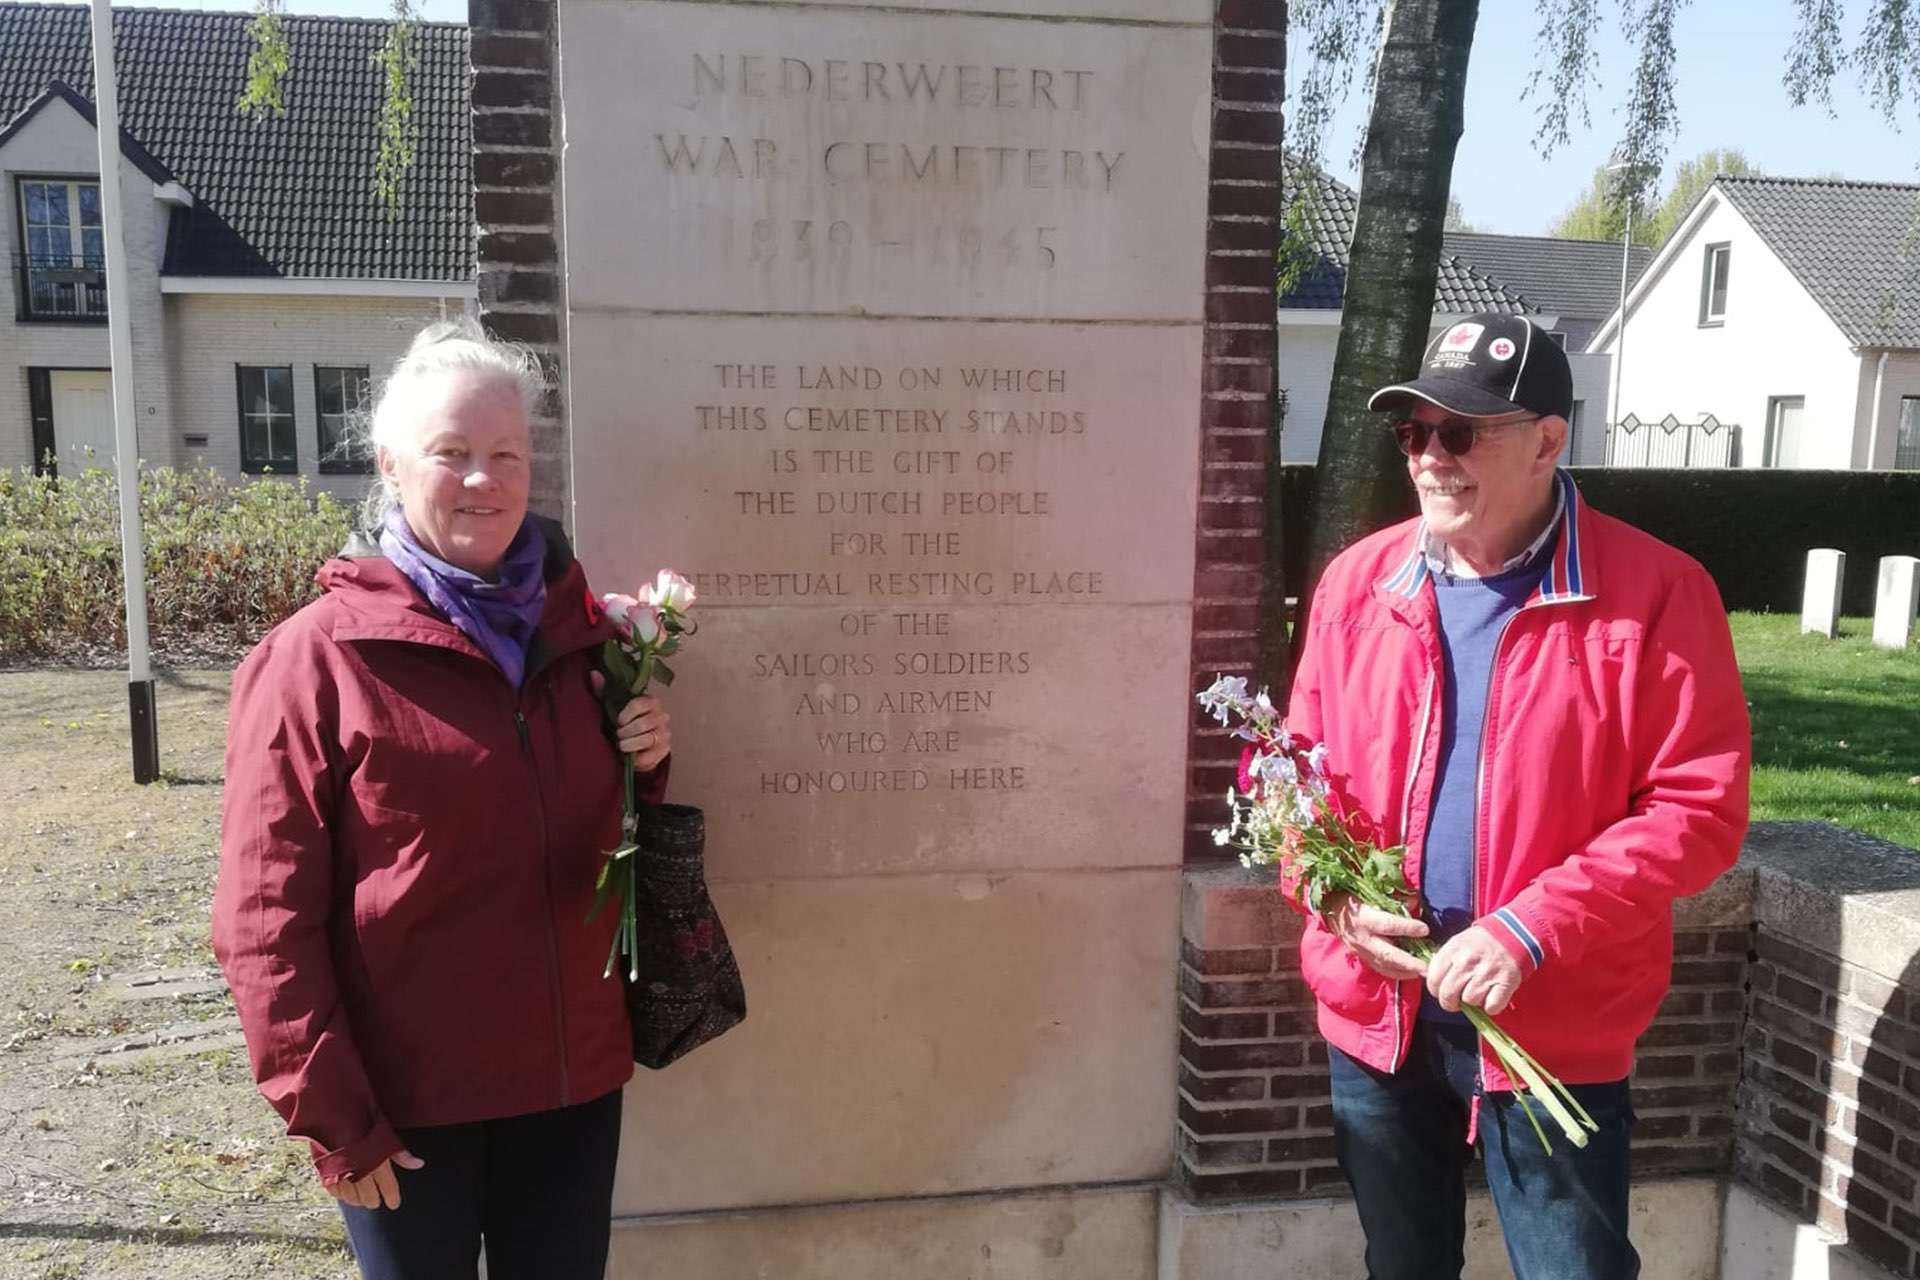 NEDERWEERT
WAR CEMETERY
1939—1945
THE LAND ON WHICH
THIS CEMETERY STANDS
IS THE GIFT OF
THE DUTCH PEOPLE
FOR THE
PERPETUAL RESTING PLACE
OF THE
SAILORS SOLDIERS
AND AIRMEN
WHO ARE
HONOURED HERE
CANADA